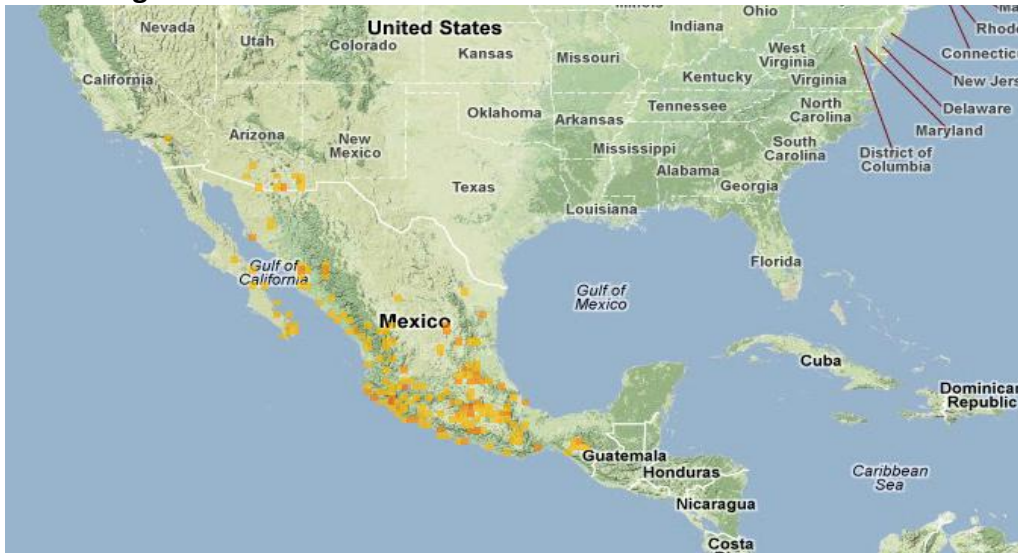 Ohio
Nevada
United States
Indiana
Utah
Colorado
Kansas
Missouri
West
Virginia
Connectic
California
Kentucky
Virginia
New Jers
Oklahoma
Tennessee
North
Carolina
Delaware
Arizona
New
Mexico
Arkansas
Maryland
Mississippi
South
Carolina
District of
Columbia
Texas
Alabama
Georgia
Louisiana
Florida
Gulf of
California
Gulf of
Mexico
Mexico
Cuba
Dominican
Republic
Guatemala
Honduras
Caribbean
Sea
Nicaragua
Costa